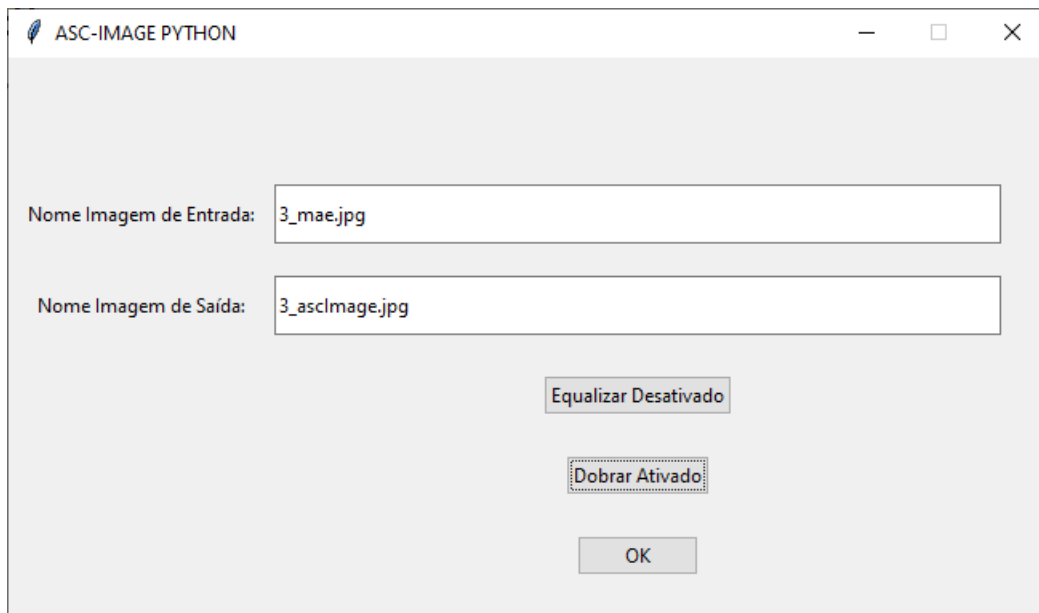 ASC-IMAGE PYTHON
Nome Imagem de Entrada: 3_mae.jpg
Nome Imagem de Saída: 3_ascImage.jpg
Equalizar Desativado
Dobrar Ativado
OK